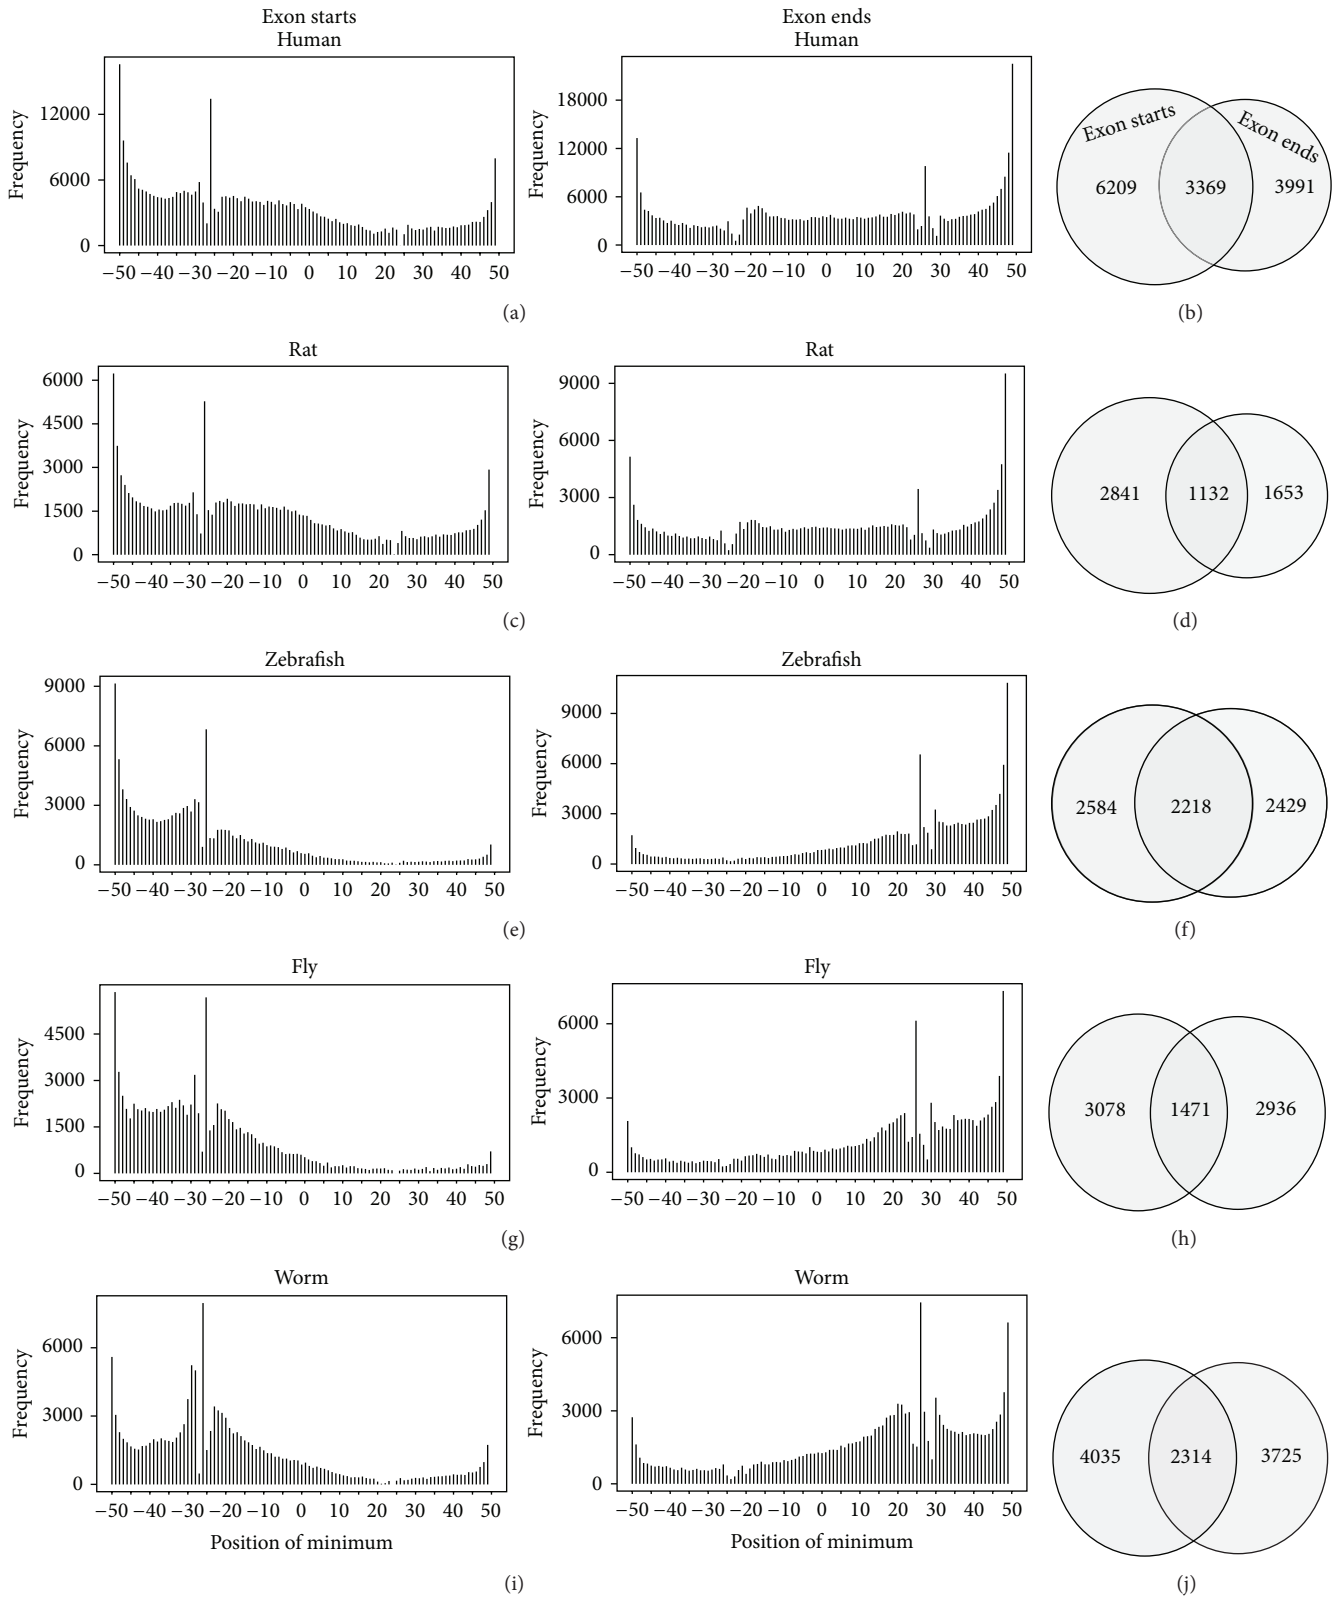 Exon starts
Human
Exon ends
Human
Frequency
12000
6000
0
−50 −40 −30 −20 −10 0 10 20 30 40 50
Frequency
18000
12000
6000
0
−50 −40 −30 −20 −10 0 10 20 30 40 50
(a)
Exon starts
Exon ends
6209 3369 3991
(b)
Rat
Frequency
6000
4500
3000
1500
0
−50 −40 −30 −20 −10 0 10 20 30 40 50
Rat
Frequency
9000
6000
3000
0
−50 −40 −30 −20 −10 0 10 20 30 40 50
(c)
2841 1132 1653
(d)
Zebrafish
Frequency
9000
6000
3000
0
−50 −40 −30 −20 −10 0 10 20 30 40 50
Zebrafish
Frequency
9000
6000
3000
0
−50 −40 −30 −20 −10 0 10 20 30 40 50
(e)
2584 2218 2429
(f)
Fly
Frequency
4500
3000
1500
0
−50 −40 −30 −20 −10 0 10 20 30 40 50
Fly
Frequency
6000
3000
0
−50 −40 −30 −20 −10 0 10 20 30 40 50
(g)
3078 1471 2936
(h)
Worm
Frequency
6000
3000
0
−50 −40 −30 −20 −10 0 10 20 30 40 50
Position of minimum
Worm
Frequency
6000
3000
0
−50 −40 −30 −20 −10 0 10 20 30 40 50
Position of minimum
(i)
4035 2314 3725
(j)